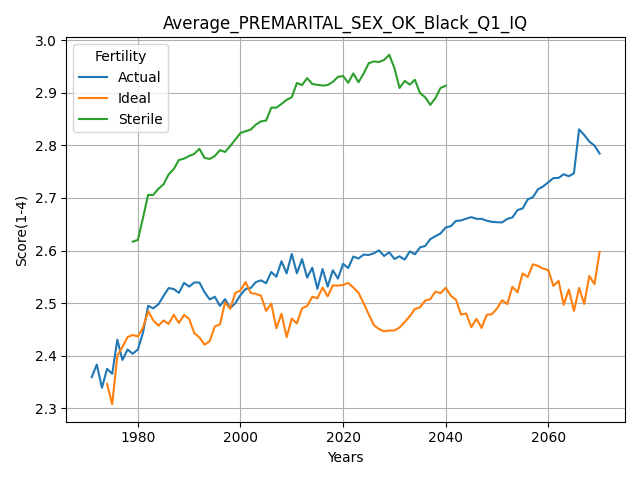 Average_PREMARITAL_SEX_OK_Black_Q1_IQ
Fertility
Actual
Ideal
Sterile
Score(1-4)
3.0
2.9
2.8
2.7
2.6
2.5
2.4
2.3
1980 2000 2020 2040 2060
Years